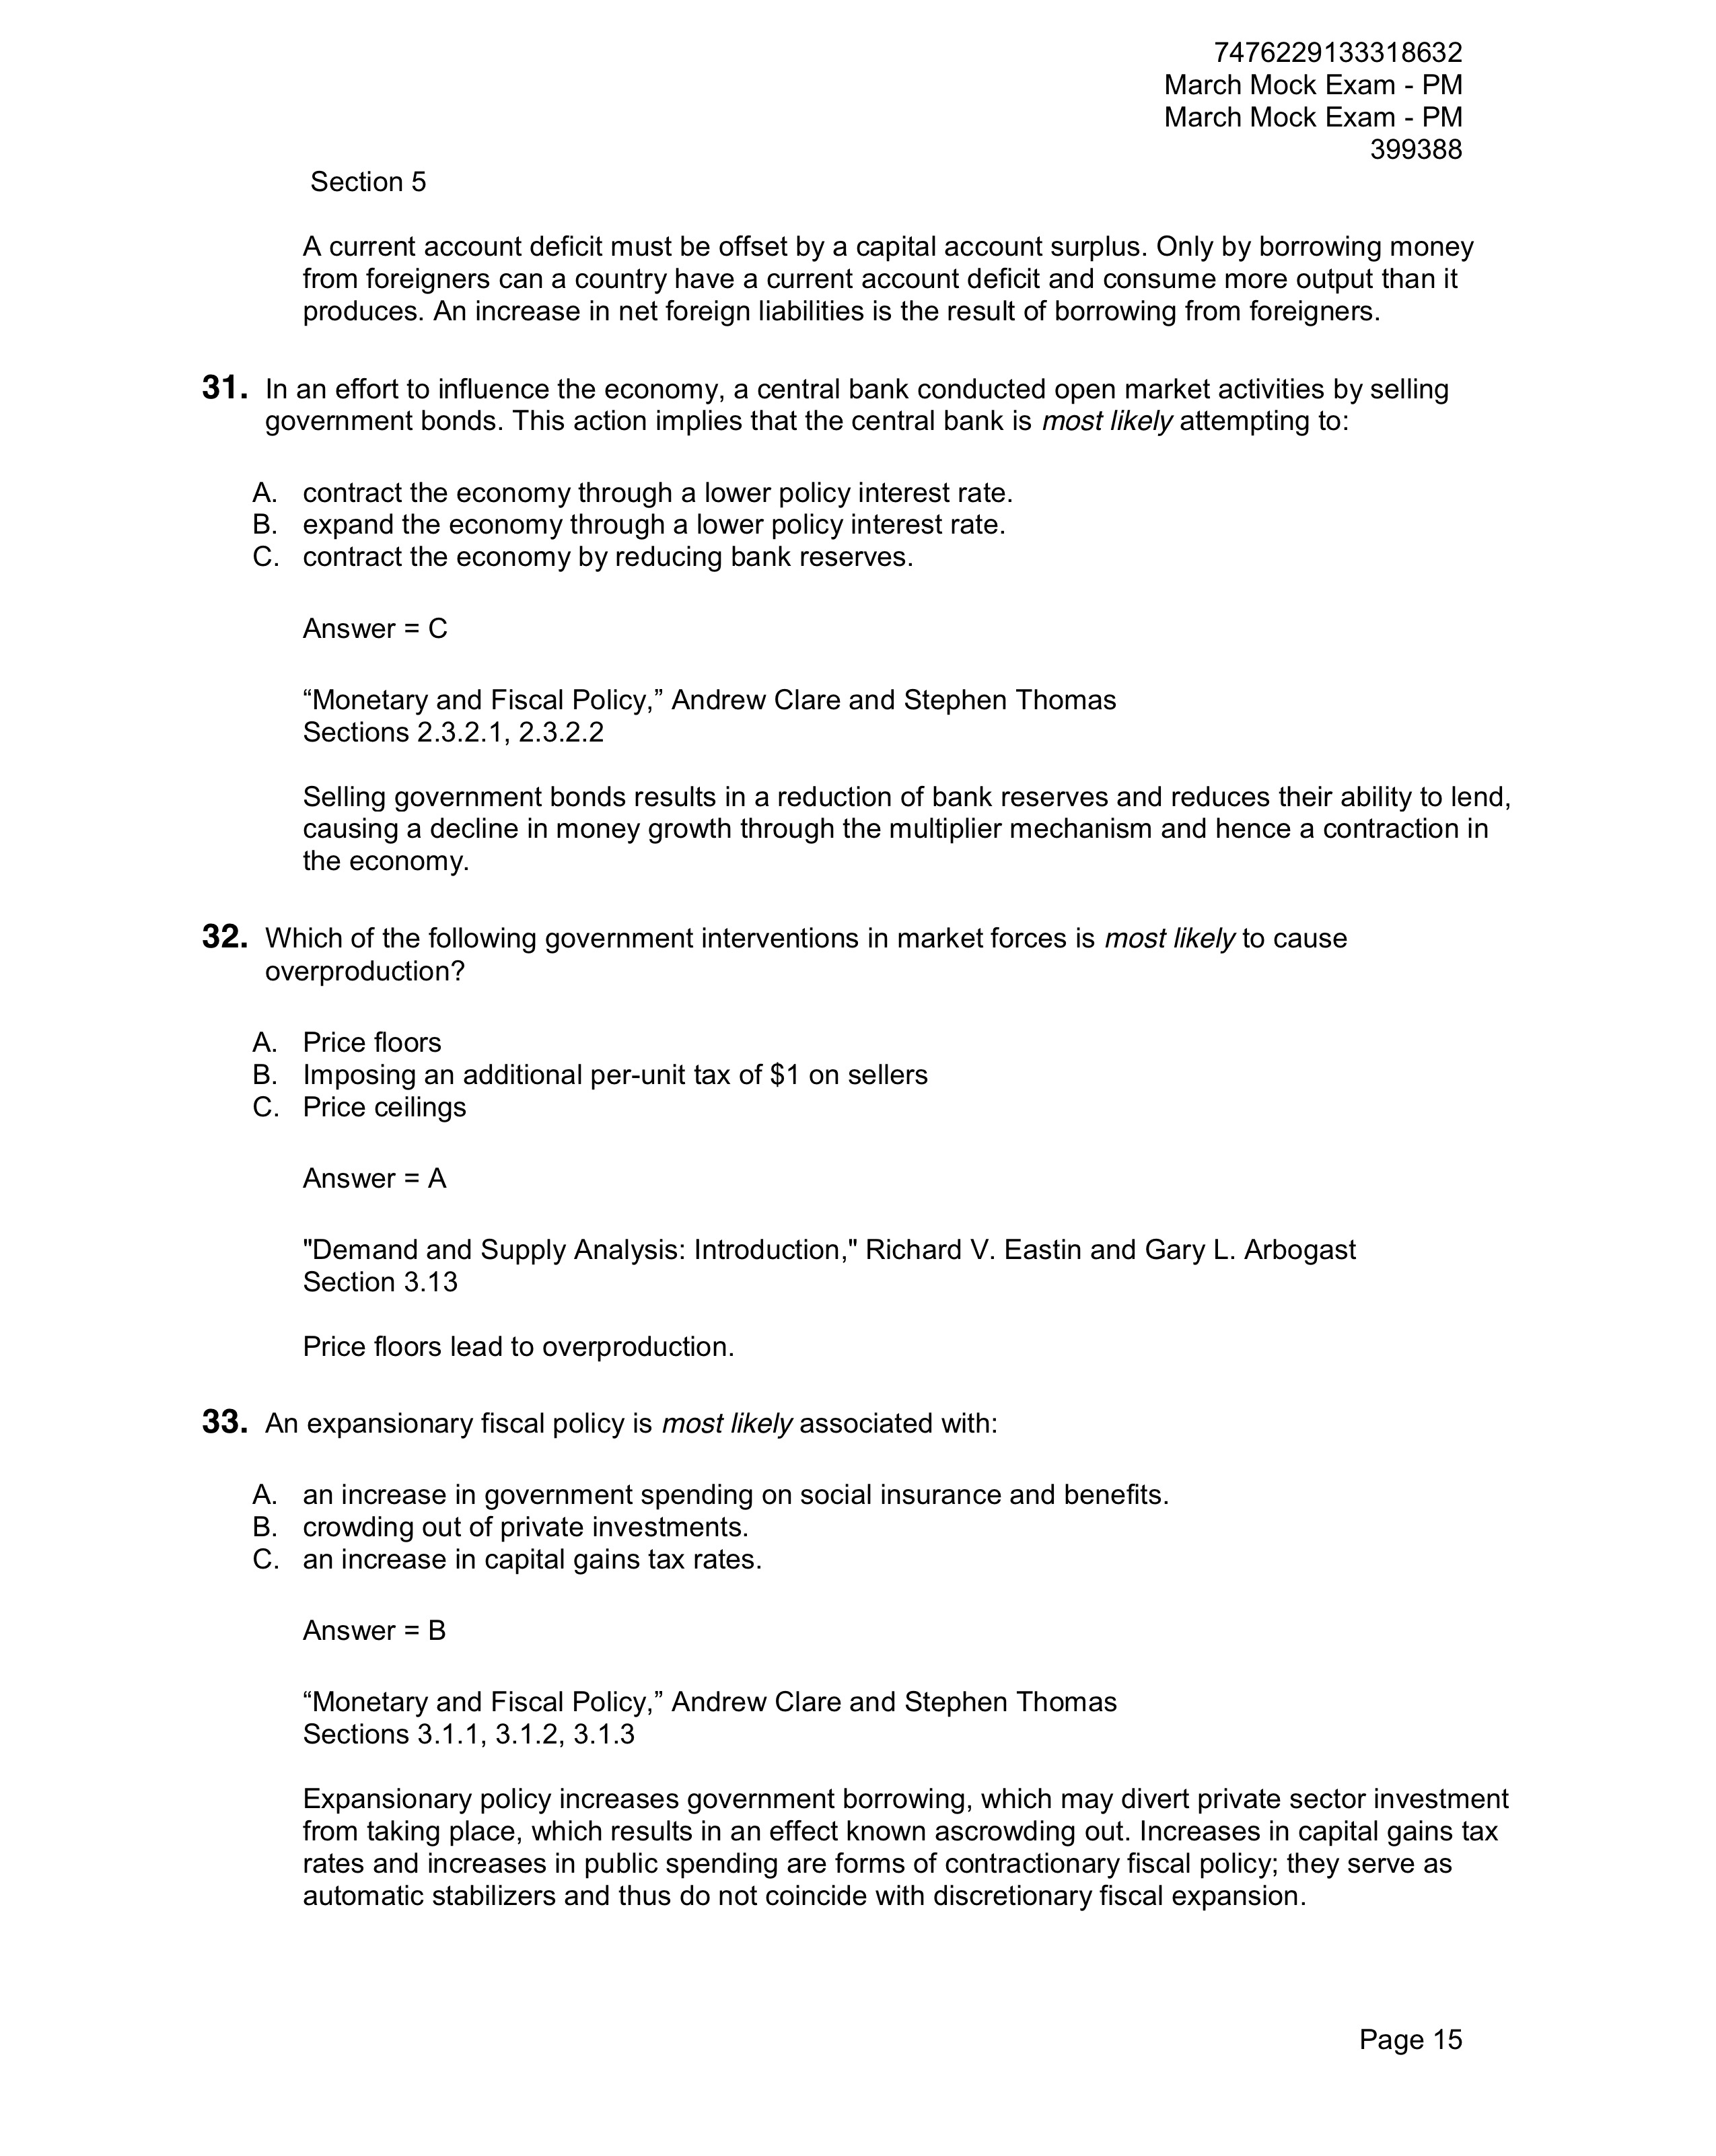 7476229133318632
March Mock Exam - PM
March Mock Exam - PM
399388
Section 5
A current account deficit must be offset by a capital account surplus. Only by borrowing money
from foreigners can a country have a current account deficit and consume more output than it
produces. An increase in net foreign liabilities is the result of borrowing from foreigners.
31. In an effort to influence the economy, a central bank conducted open market activities by selling
government bonds. This action implies that the central bank is most likely attempting to:
A. contract the economy through a lower policy interest rate.
B. expand the economy through a lower policy interest rate.
C. contract the economy by reducing bank reserves.
Answer = C
“Monetary and Fiscal Policy,” Andrew Clare and Stephen Thomas
Sections 2.3.2.1, 2.3.2.2
Selling government bonds results in a reduction of bank reserves and reduces their ability to lend,
causing a decline in money growth through the multiplier mechanism and hence a contraction in
the economy.
32. Which of the following government interventions in market forces is most likely to cause
overproduction?
A. Price floors
B. Imposing an additional per-unit tax of $1 on sellers
C. Price ceilings
Answer = A
"Demand and Supply Analysis: Introduction," Richard V. Eastin and Gary L. Arbogast
Section 3.13
Price floors lead to overproduction.
33. An expansionary fiscal policy is most likely associated with:
A. an increase in government spending on social insurance and benefits.
B. crowding out of private investments.
C. an increase in capital gains tax rates.
Answer = B
“Monetary and Fiscal Policy,” Andrew Clare and Stephen Thomas
Sections 3.1.1, 3.1.2, 3.1.3
Expansionary policy increases government borrowing, which may divert private sector investment
from taking place, which results in an effect known ascrowding out. Increases in capital gains tax
rates and increases in public spending are forms of contractionary fiscal policy; they serve as
automatic stabilizers and thus do not coincide with discretionary fiscal expansion.
Page 15